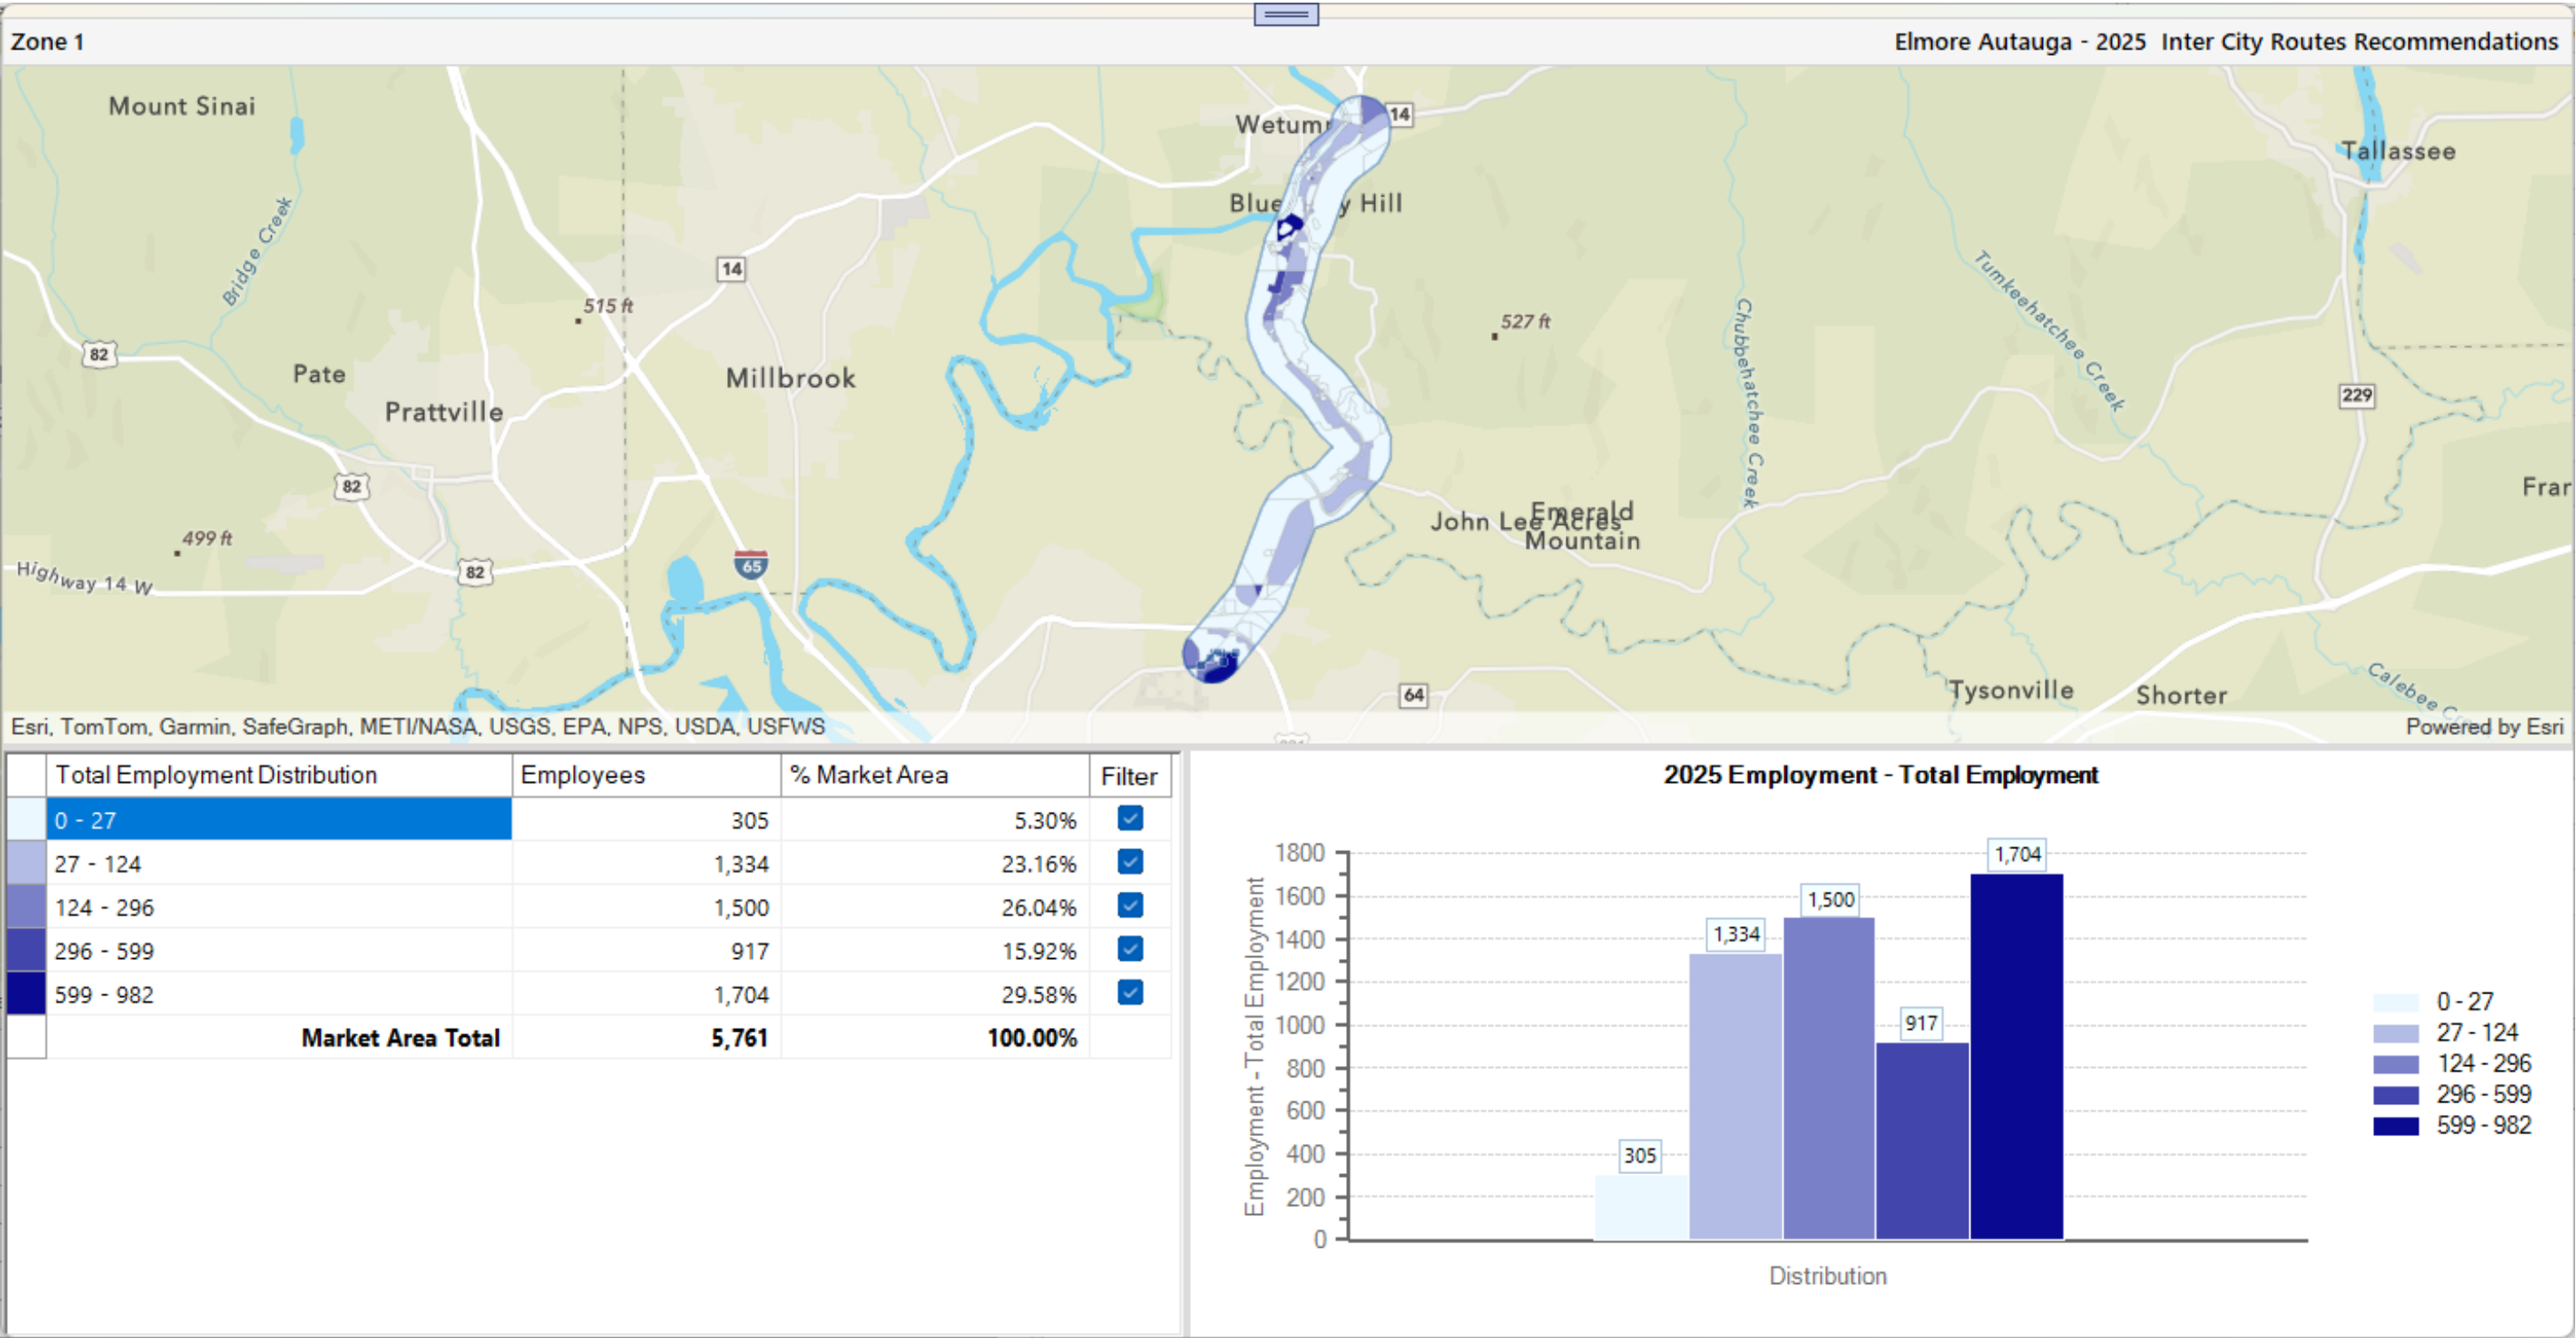 Zone 1
Elmore Autauga - 2025 Inter City Routes Recommendations
Mount Sinai
Wetum
14
Tallassee
Bridge Creek
Blue y Hill
14
515 ft
527 ft
Chubbehatchee Creek
Tumkeehatchee Creek
82
Pate
Millbrook
Prattville
229
82
499 ft
Highway 14 W
82
65
Emerald
John Lee Acres
Mountain
Fran
64
Tysonville
Shorter
Calebee
Esri, TomTom, Garmin, SafeGraph, METI/NASA, USGS, EPA, NPS, USDA, USFWS
Powered by Esri
Total Employment Distribution Employees % Market Area Filter
0 - 27 305 5.30%
27 - 124 1,334 23.16%
124 - 296 1,500 26.04%
296 - 599 917 15.92%
599 - 982 1,704 29.58%
Market Area Total 5,761 100.00%
2025 Employment - Total Employment
Employment - Total Employment
1800
1600
1400
1200
1000
800
600
400
200
0
305
1,334
1,500
917
1,704
Distribution
0 - 27
27 - 124
124 - 296
296 - 599
599 - 982